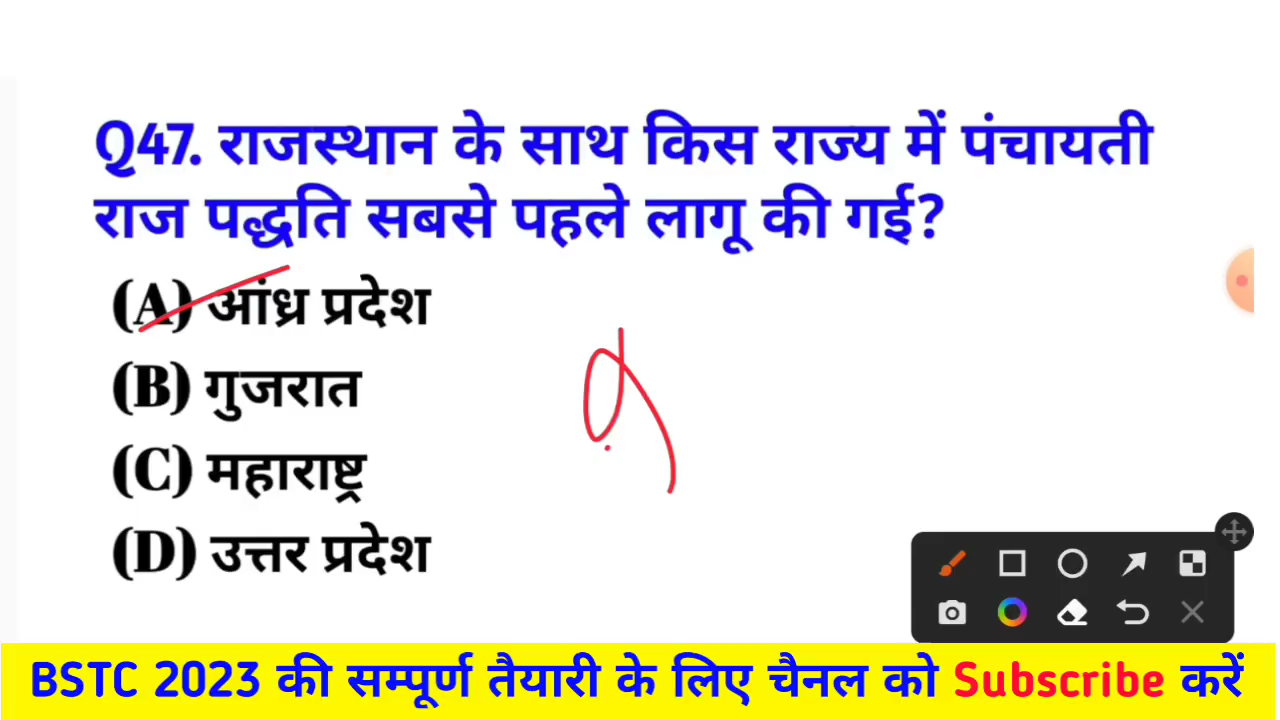 Q47. राजस्थान के साथ किस राज्य में पंचायती
राज पद्धति सबसे पहले लागू की गई?
(A) आंध्र प्रदेश
(B) गुजरात
(C) महाराष्ट्र
(D) उत्तर प्रदेश
BSTC 2023 की सम्पूर्ण तैयारी के लिए चैनल को Subscribe करें